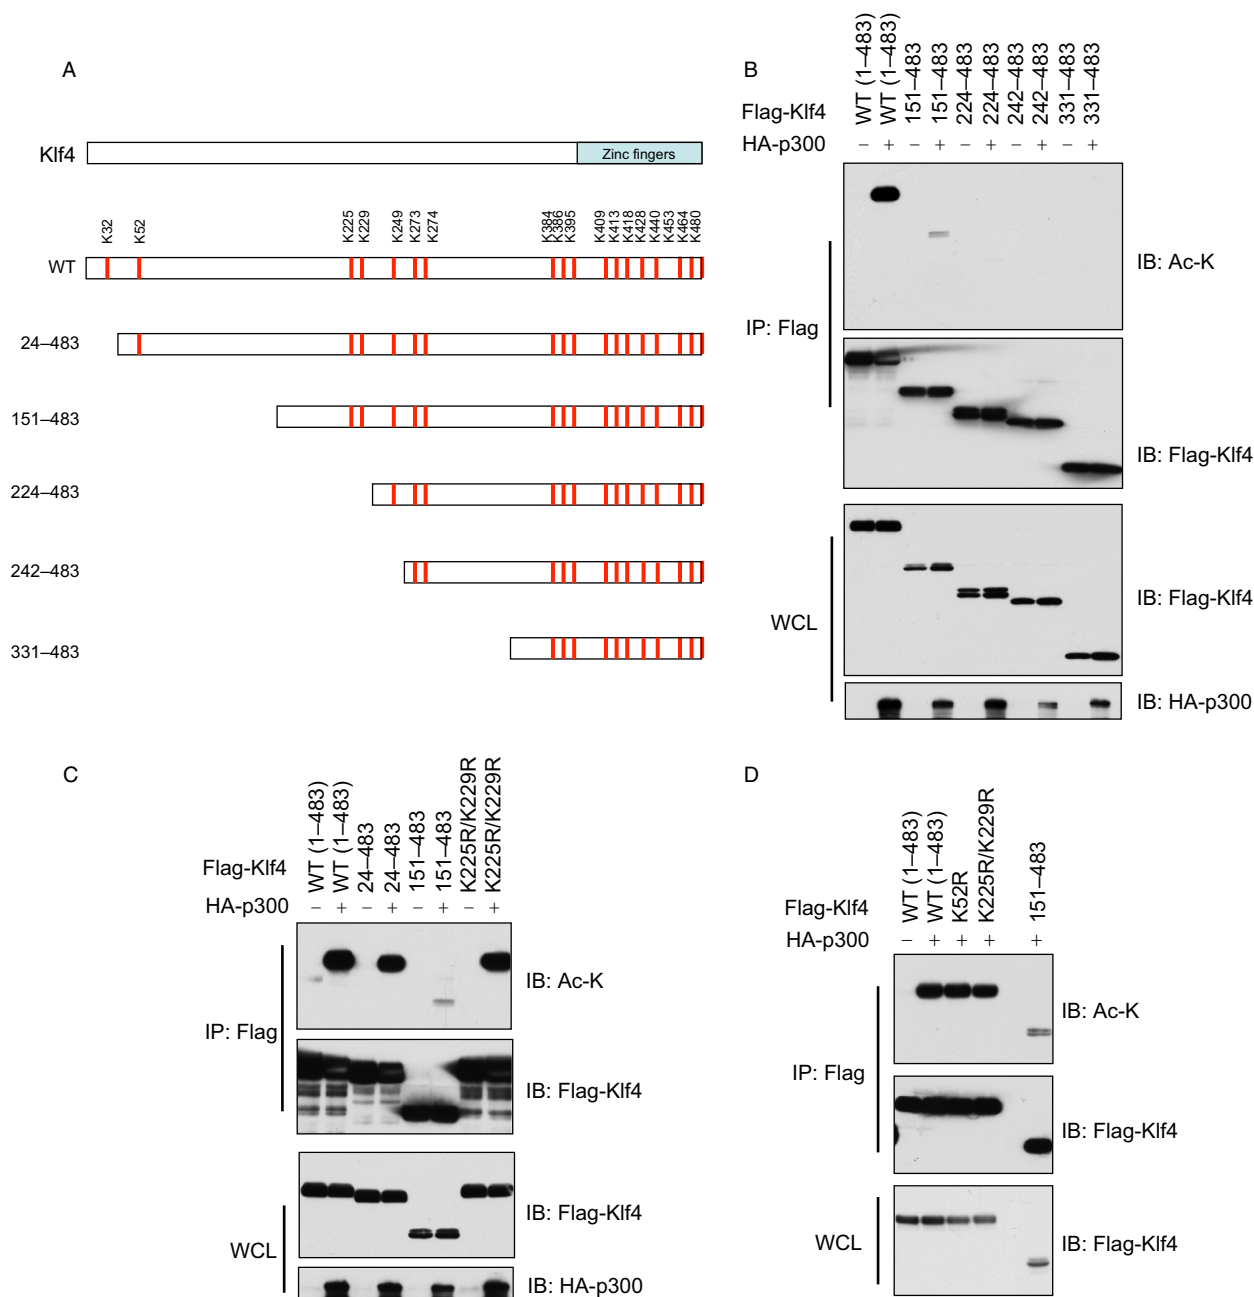 A
Klf4
Zinc fingers
K32
K52
K225
K229
K249
K273
K274
K384
K386
K395
K409
K413
K418
K428
K440
K453
K464
K480
WT
24–483
151–483
224–483
242–483
331–483
B
WT (1–483)
WT (1–483)
151–483
151–483
224–483
224–483
242–483
242–483
331–483
331–483
Flag-Klf4
HA-p300 – + – + – + – + – +
IP: Flag
IB: Ac-K
IB: Flag-Klf4
WCL
IB: Flag-Klf4
IB: HA-p300
C
WT (1–483)
WT (1–483)
24–483
24–483
151–483
151–483
K225R/K229R
K225R/K229R
Flag-Klf4
HA-p300 – + – + – + – +
IP: Flag
IB: Ac-K
IB: Flag-Klf4
WCL
IB: Flag-Klf4
IB: HA-p300
D
WT (1–483)
WT (1–483)
K52R
K225R/K229R
151–483
Flag-Klf4
HA-p300 – + + + +
IP: Flag
IB: Ac-K
IB: Flag-Klf4
WCL
IB: Flag-Klf4